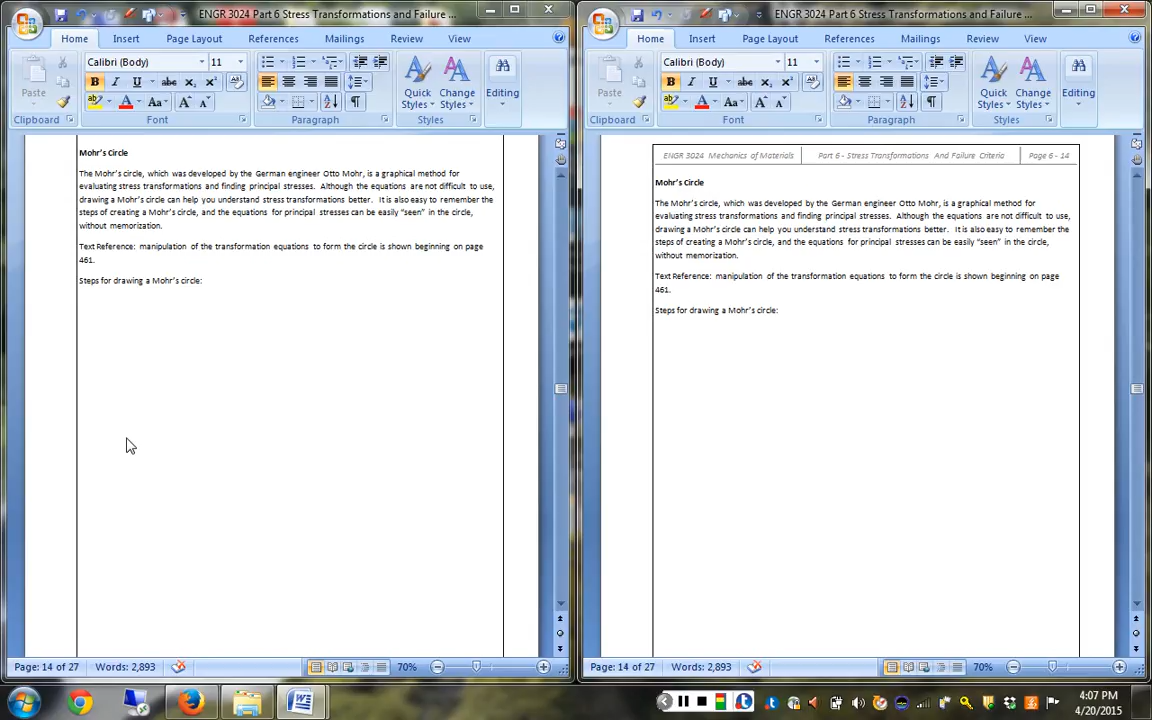 ENGR 3024 Part 6 Stress Transformations and Failure ...
Home Insert Page Layout References Mailings Review View
Calibri (Body) 11
Paste
Quick Styles
Change Styles
Editing
Clipboard Font Paragraph Styles
Mohr's Circle
The Mohr's circle, which was developed by the German engineer Otto Mohr, is a graphical method for
evaluating stress transformations and finding principal stresses. Although the equations are not difficult to use,
drawing a Mohr's circle can help you understand stress transformations better. It is also easy to remember the
steps of creating a Mohr's circle, and the equations for principal stresses can be easily “seen” in the circle,
without memorization.
Text Reference: manipulation of the transformation equations to form the circle is shown beginning on page
461.
Steps for drawing a Mohr's circle:
Page: 14 of 27 Words: 2,893 70%
ENGR 3024 Part 6 Stress Transformations and Failure ...
Home Insert Page Layout References Mailings Review View
Calibri (Body) 11
Paste
Quick Styles
Change Styles
Editing
Clipboard Font Paragraph Styles
ENGR 3024 Mechanics of Materials Part 6 - Stress Transformations And Failure Criteria Page 6 - 14
Mohr's Circle
The Mohr's circle, which was developed by the German engineer Otto Mohr, is a graphical method for
evaluating stress transformations and finding principal stresses. Although the equations are not difficult to use,
drawing a Mohr's circle can help you understand stress transformations better. It is also easy to remember the
steps of creating a Mohr's circle, and the equations for principal stresses can be easily “seen” in the circle,
without memorization.
Text Reference: manipulation of the transformation equations to form the circle is shown beginning on page
461.
Steps for drawing a Mohr's circle:
Page: 14 of 27 Words: 2,893 70%
4:07 PM
4/20/2015